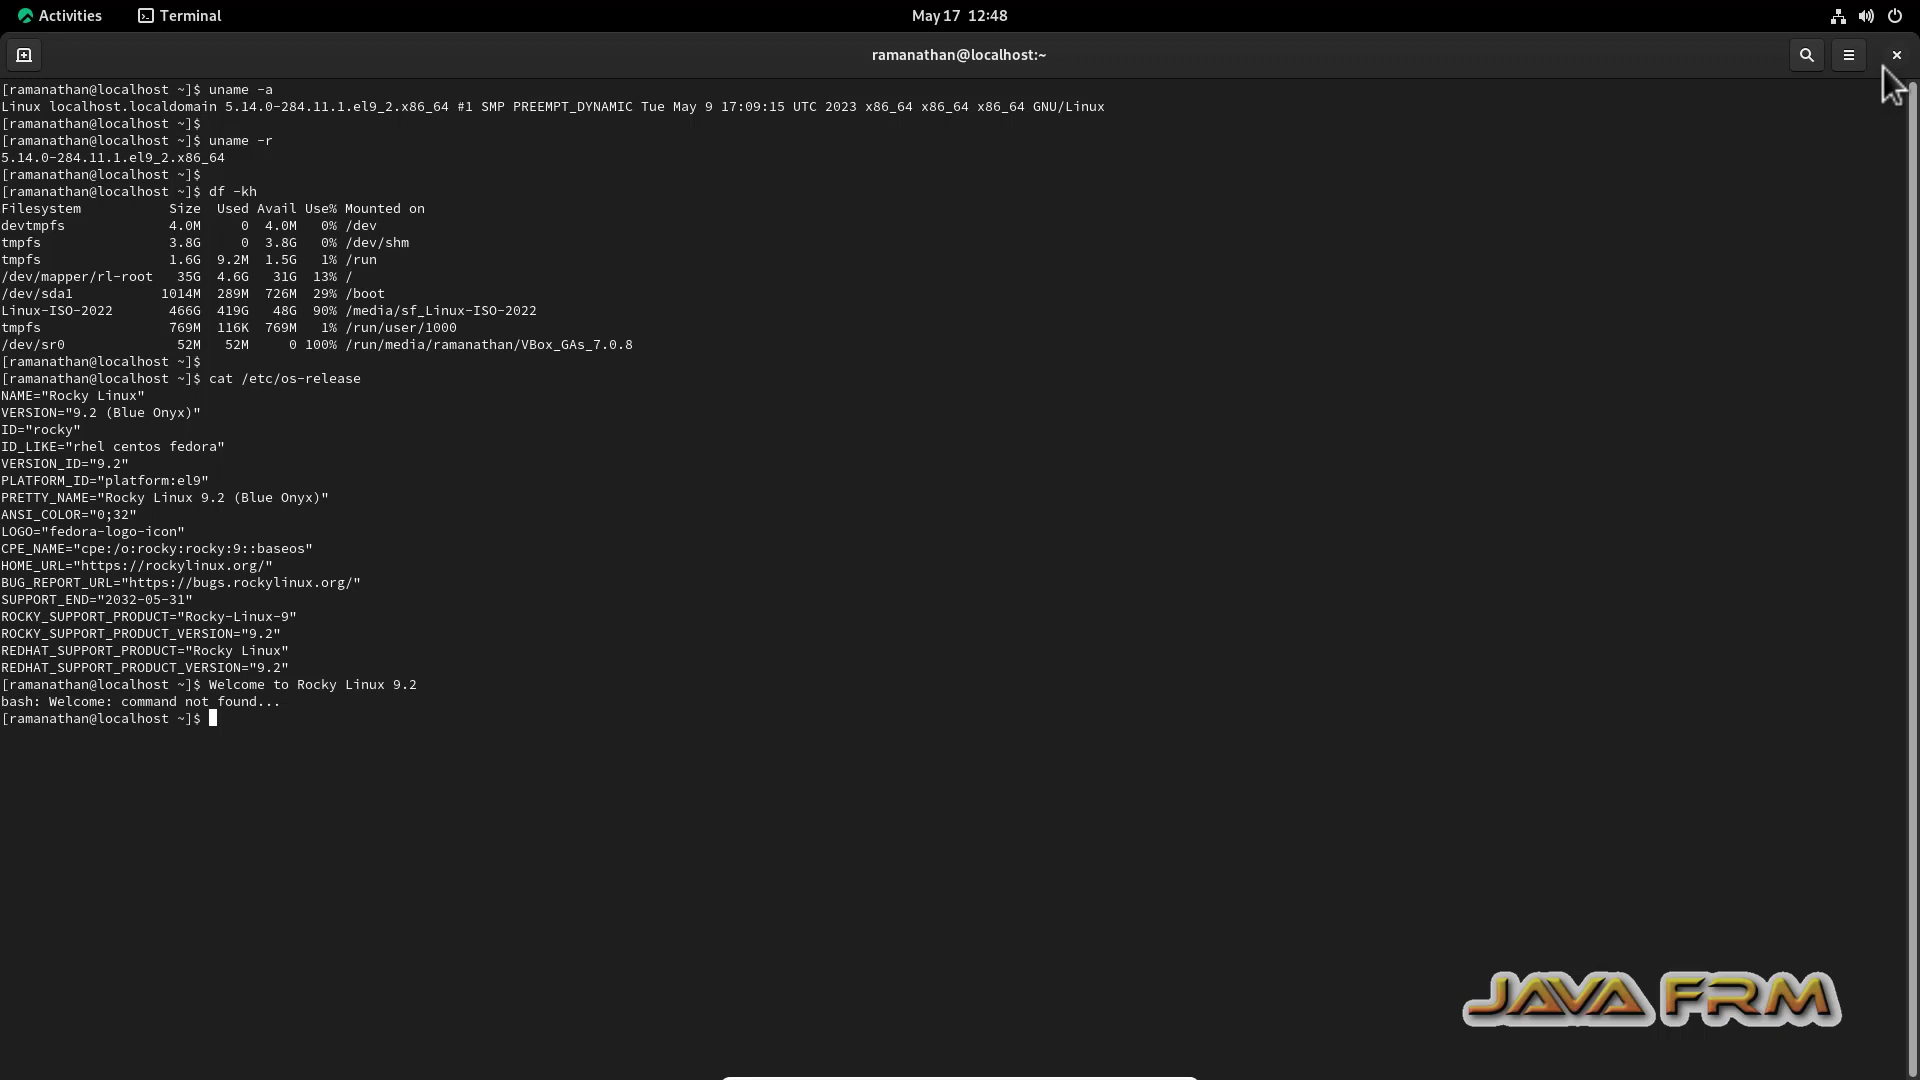 Activities Terminal May 17 12:48
ramanathan@localhost:~
[ramanathan@localhost ~]$ uname -a
Linux localhost.localdomain 5.14.0-284.11.1.el9_2.x86_64 #1 SMP PREEMPT_DYNAMIC Tue May 9 17:09:15 UTC 2023 x86_64 x86_64 x86_64 GNU/Linux
[ramanathan@localhost ~]$
[ramanathan@localhost ~]$ uname -r
5.14.0-284.11.1.el9_2.x86_64
[ramanathan@localhost ~]$
[ramanathan@localhost ~]$ df -kh
Filesystem           Size  Used Avail Use% Mounted on
devtmpfs             4.0M     0  4.0M   0% /dev
tmpfs                3.8G     0  3.8G   0% /dev/shm
tmpfs                1.6G  9.2M  1.5G   1% /run
/dev/mapper/rl-root   35G  4.6G   31G  13% /
/dev/sda1           1014M  289M  726M  29% /boot
Linux-ISO-2022       466G  419G   48G  90% /media/sf_Linux-ISO-2022
tmpfs                769M  116K  769M   1% /run/user/1000
/dev/sr0              52M   52M     0 100% /run/media/ramanathan/VBox_GAs_7.0.8
[ramanathan@localhost ~]$
[ramanathan@localhost ~]$ cat /etc/os-release
NAME="Rocky Linux"
VERSION="9.2 (Blue Onyx)"
ID="rocky"
ID_LIKE="rhel centos fedora"
VERSION_ID="9.2"
PLATFORM_ID="platform:el9"
PRETTY_NAME="Rocky Linux 9.2 (Blue Onyx)"
ANSI_COLOR="0;32"
LOGO="fedora-logo-icon"
CPE_NAME="cpe:/o:rocky:rocky:9::baseos"
HOME_URL="https://rockylinux.org/"
BUG_REPORT_URL="https://bugs.rockylinux.org/"
SUPPORT_END="2032-05-31"
ROCKY_SUPPORT_PRODUCT="Rocky-Linux-9"
ROCKY_SUPPORT_PRODUCT_VERSION="9.2"
REDHAT_SUPPORT_PRODUCT="Rocky Linux"
REDHAT_SUPPORT_PRODUCT_VERSION="9.2"
[ramanathan@localhost ~]$ Welcome to Rocky Linux 9.2
bash: Welcome: command not found...
[ramanathan@localhost ~]$
JAVA FRM